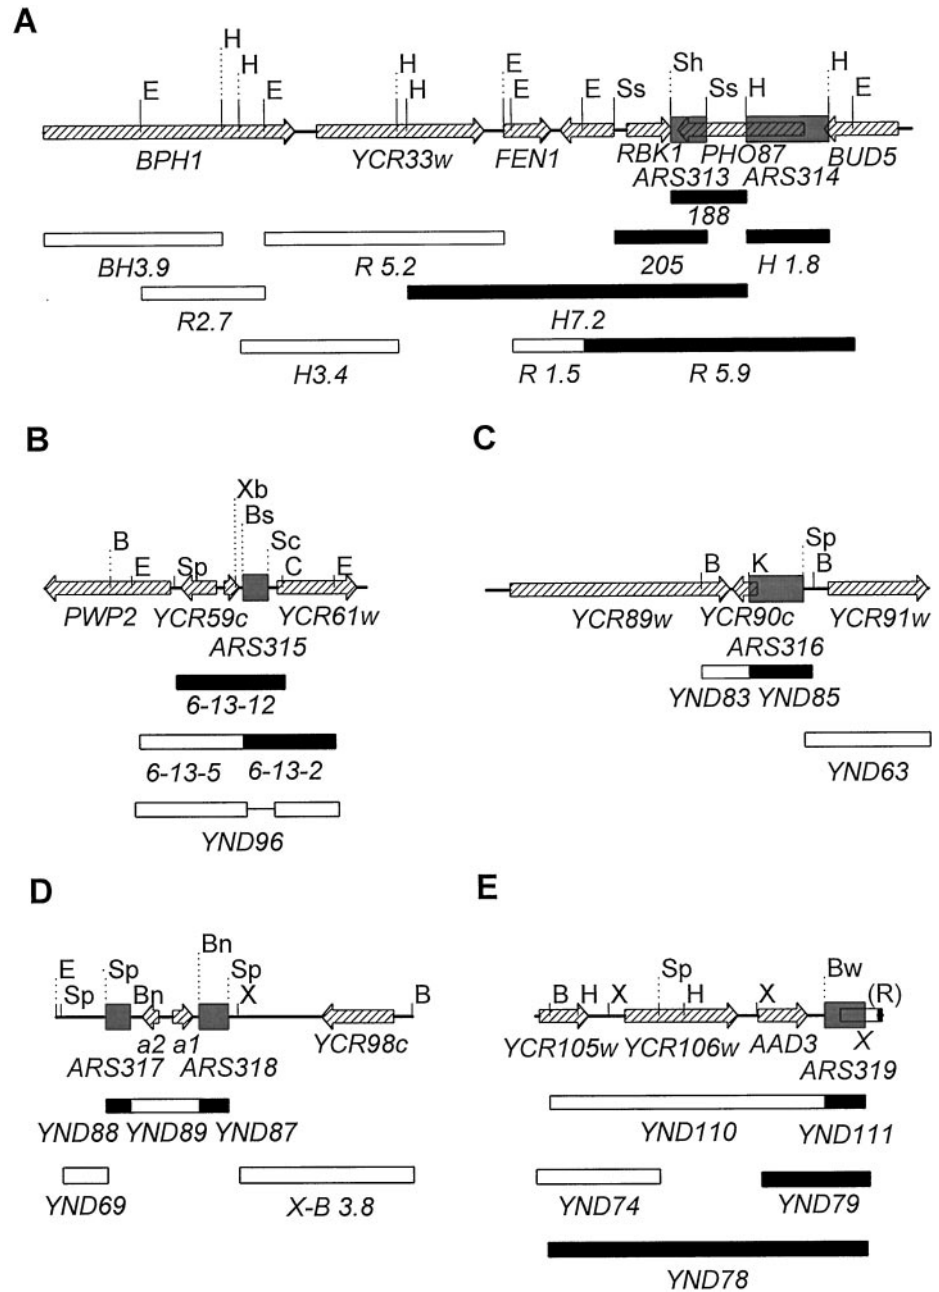 A
H
H
E
E
H
H
E
E
E
Ss
Sh
Ss
H
H
E
BPH1
YCR33w
FEN1
RBK1
PHO87
BUD5
ARS313
ARS314
188
BH3.9
R 5.2
205
H 1.8
R2.7
H7.2
H3.4
R 1.5
R 5.9
B
Xb
Bs
B
E
Sp
Sc
C
E
PWP2
YCR59c
YCR61w
ARS315
6-13-12
6-13-5
6-13-2
YND96
C
Sp
B
K
B
YCR89w
YCR90c
YCR91w
ARS316
YND83
YND85
YND63
D
Bn
E
Sp
Sp
Sp
Bn
X
B
a2
a1
YCR98c
ARS317
ARS318
YND88
YND89
YND87
YND69
X-B 3.8
E
Sp
Bw
B
H
X
H
X
(R)
YCR105w
YCR106w
AAD3
X
ARS319
YND110
YND111
YND74
YND79
YND78